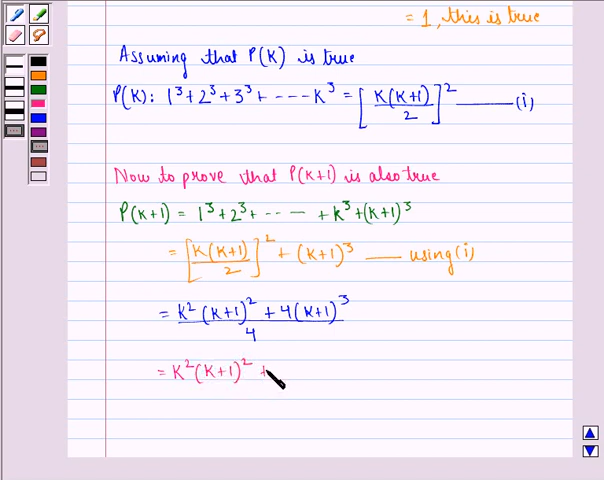 = 1, this is true
Assuming that P(K) is true
P(K): 1³+2³+3³+ ----K³ = [K(K+1)/2]² ——— (i)
Now to prove that P(K+1) is also true
P(K+1) = 1³+2³+ -- -- + K³+(K+1)³
= [K(K+1)/2]² + (K+1)³ —— using(i)
= K²(K+1)² + 4(K+1)³/4
= K²(K+1)² +